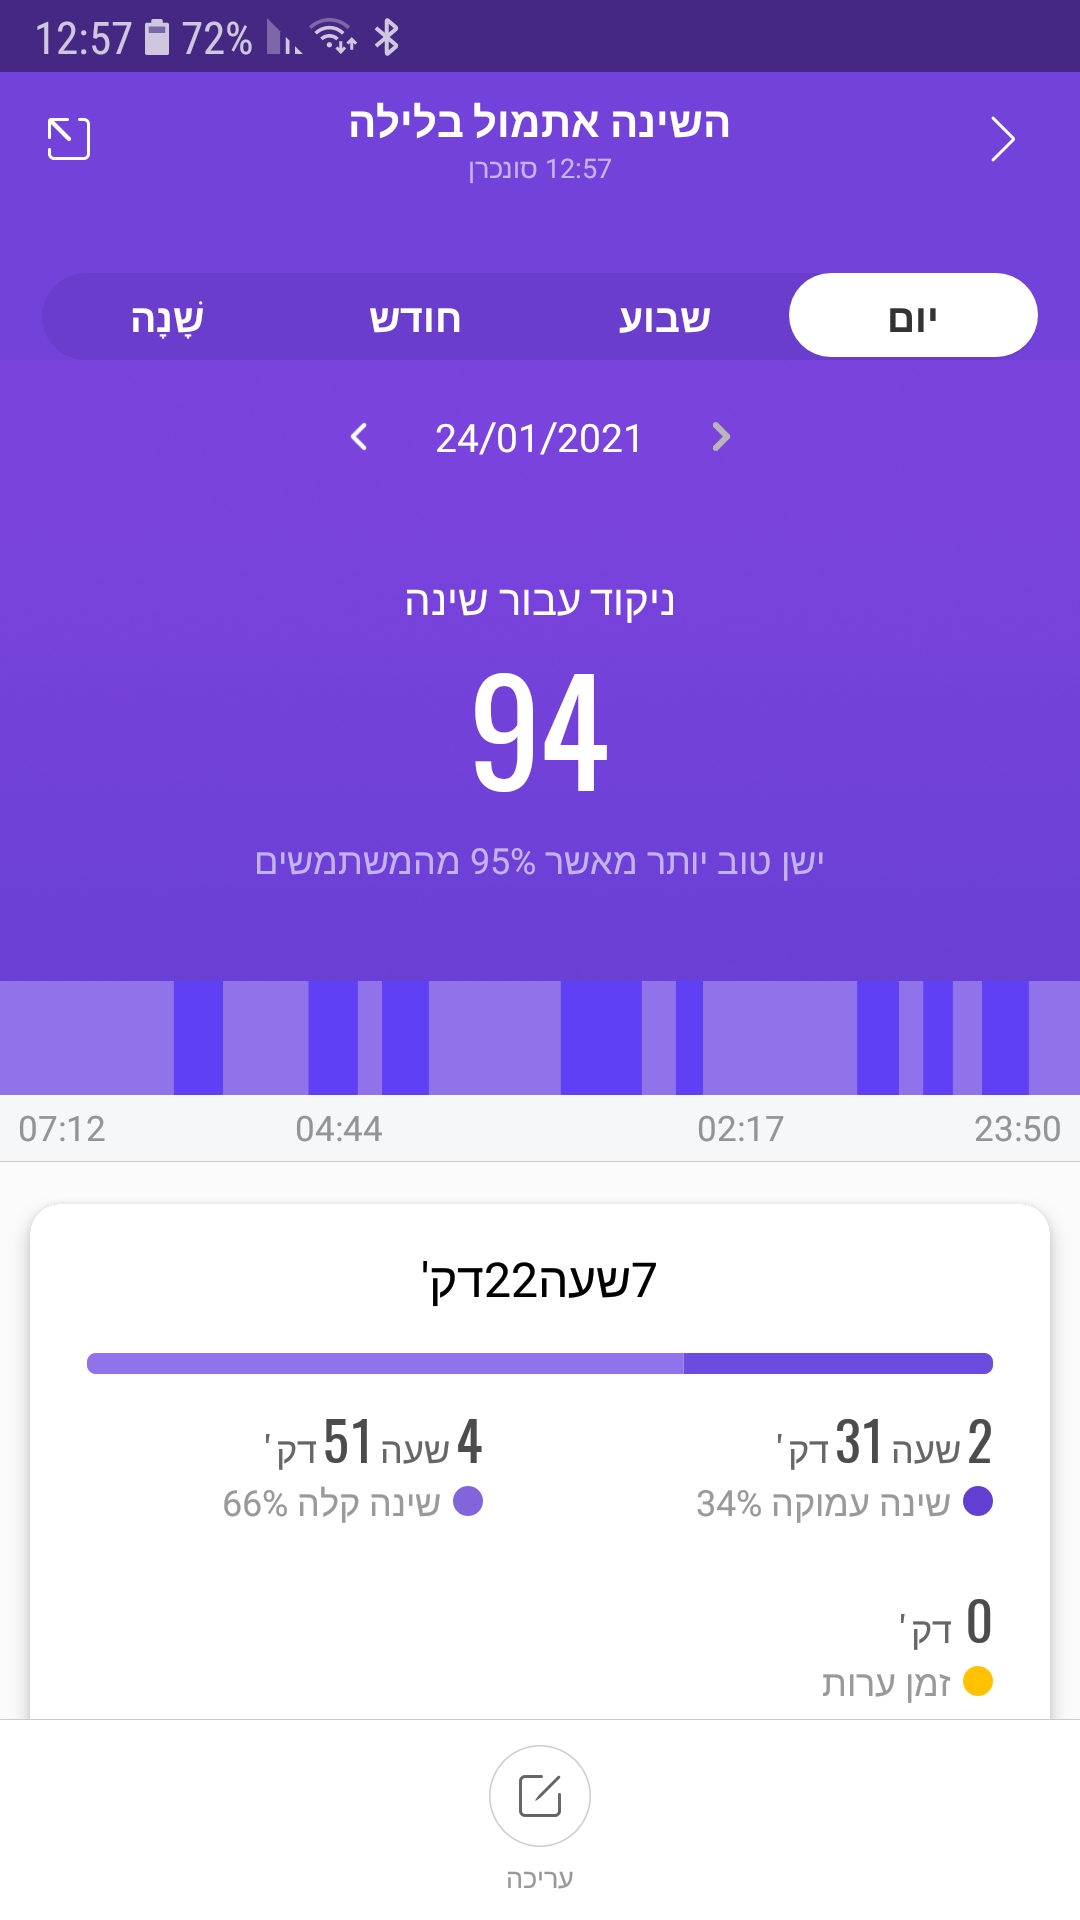 12:57 72%
השינה אתמול בלילה
12:57 סונכרן
יום שבוע חודש שָׁנָה
24/01/2021
ניקוד עבור שינה
94
ישן טוב יותר מאשר 95% מהמשתמשים
23:50 02:17 04:44 07:12
7שעה22דק'
2 שעה 31 דק' 4 שעה 51 דק'
שינה עמוקה 34% שינה קלה 66%
0 דק'
זמן ערות
עריכה